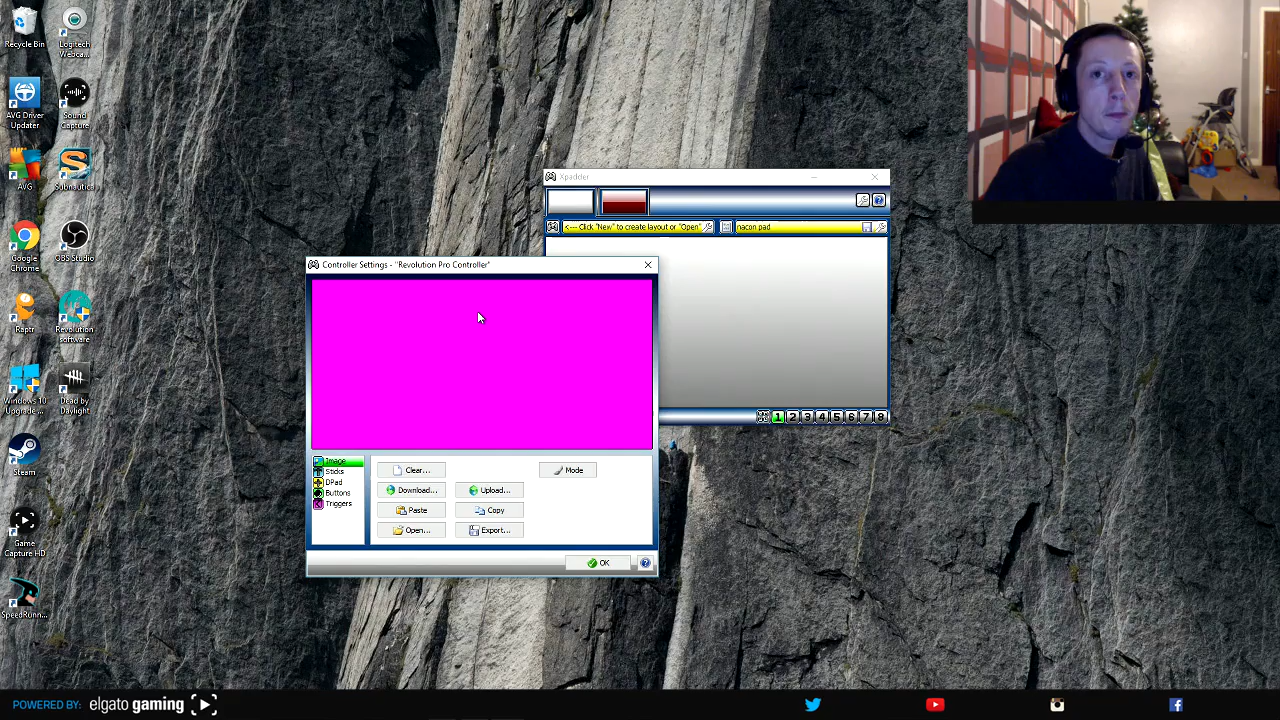 Recycle Bin
Logitech
Webca...
AVG Driver
Updater
Sound
Capture
AVG
Subnautica
Google
Chrome
OBS Studio
Raptr
Revolution
software
Windows 10
Upgrade ...
Dead by
Daylight
Steam
Game
Capture HD
SpeedRunn...
Xpadder
<--- Click "New" to create layout or "Open"
nacon pad
1 2 3 4 5 6 7 8
Controller Settings - "Revolution Pro Controller"
Image
Sticks
DPad
Buttons
Triggers
Clear...
Mode
Download...
Upload...
Paste
Copy
Open...
Export...
OK
POWERED BY: elgato gaming